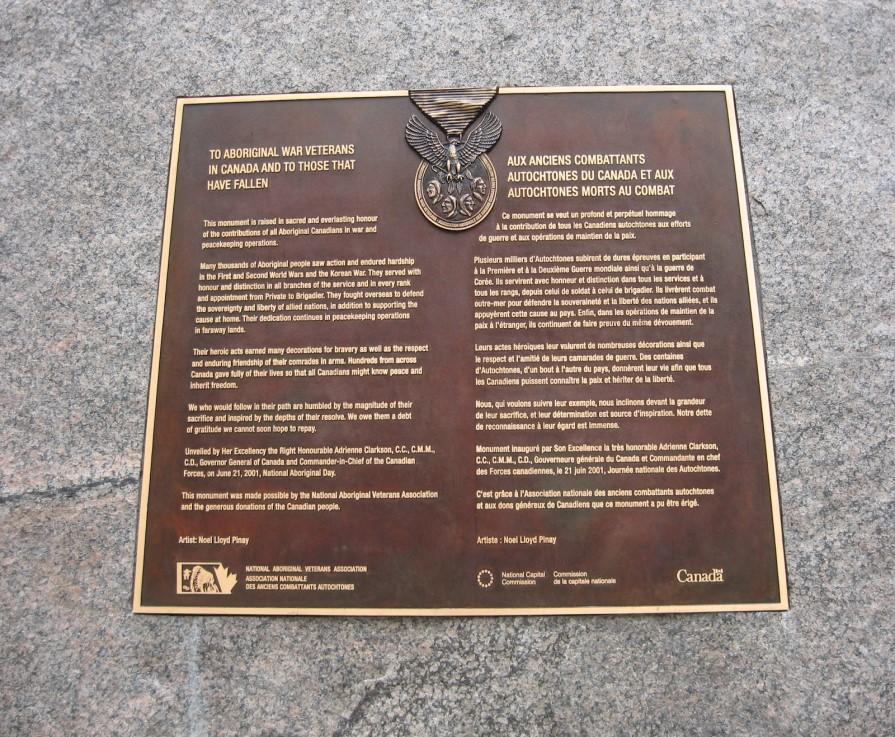 TO ABORIGINAL WAR VETERANS
IN CANADA AND TO THOSE THAT
HAVE FALLEN
This monument is raised in sacred and everlasting honour
of the contributions of all Aboriginal Canadians in war and
peacekeeping operations.
Many thousands of Aboriginal people saw action and endured hardship
in the First and Second World Wars and the Korean War. They served with
honour and distinction in all branches of the service and in every rank
and appointment from Private to Brigadier. They fought overseas to defend
the sovereignty and liberty of allied nations, in addition to supporting the
cause at home. Their dedication continues in peacekeeping operations
in faraway lands.
Their heroic acts earned many decorations for bravery as well as the respect
and enduring friendship of their comrades in arms. Hundreds from across
Canada gave fully of their lives so that all Canadians might know peace and
inherit freedom.
We who would follow in their path are humbled by the magnitude of their
sacrifice and inspired by the depths of their resolve. We owe them a debt
of gratitude we cannot soon hope to repay.
Unveiled by Her Excellency the Right Honourable Adrienne Clarkson, C.C., C.M.M.,
C.D., Governor General of Canada and Commander-in-Chief of the Canadian
Forces, on June 21, 2001, National Aboriginal Day.
This monument was made possible by the National Aboriginal Veterans Association
and the generous donations of the Canadian people.
Artist: Noel Lloyd Pinay
NATIONAL ABORIGINAL VETERANS ASSOCIATION
ASSOCIATION NATIONALE
DES ANCIENS COMBATTANTS AUTOCHTONES
AUX ANCIENS COMBATTANTS
AUTOCHTONES DU CANADA ET AUX
AUTOCHTONES MORTS AU COMBAT
Ce monument se veut un profond et perpétuel hommage
à la contribution de tous les Canadiens autochtones aux efforts
de guerre et aux opérations de maintien de la paix.
Plusieurs milliers d'Autochtones subirent de dures épreuves en participant
à la Première et à la Deuxième Guerre mondiale ainsi qu'à la guerre de
Corée. Ils servirent avec honneur et distinction dans tous les services et à
tous les rangs, depuis celui de soldat à celui de brigadier. Ils livrèrent combat
outre-mer pour défendre la souveraineté et la liberté des nations alliées, et ils
appuyèrent cette cause au pays. Enfin, dans les opérations de maintien de la
paix à l'étranger, ils continuent de faire preuve du même dévouement.
Leurs actes héroïques leur valurent de nombreuses décorations ainsi que
le respect et l'amitié de leurs camarades de guerre. Des centaines
d'Autochtones, d'un bout à l'autre du pays, donnèrent leur vie afin que tous
les Canadiens puissent connaître la paix et hériter de la liberté.
Nous, qui voulons suivre leur exemple, nous inclinons devant la grandeur
de leur sacrifice, et leur détermination est source d'inspiration. Notre dette
de reconnaissance à leur égard est immense.
Monument inauguré par Son Excellence la très honorable Adrienne Clarkson,
C.C., C.M.M., C.D., Gouverneure générale du Canada et Commandante en chef
des Forces canadiennes, le 21 juin 2001, Journée nationale des Autochtones.
C'est grâce à l'Association nationale des anciens combattants autochtones
et aux dons généreux de Canadiens que ce monument a pu être érigé.
Artiste : Noel Lloyd Pinay
National Capital Commission
Commission de la capitale nationale
Canada